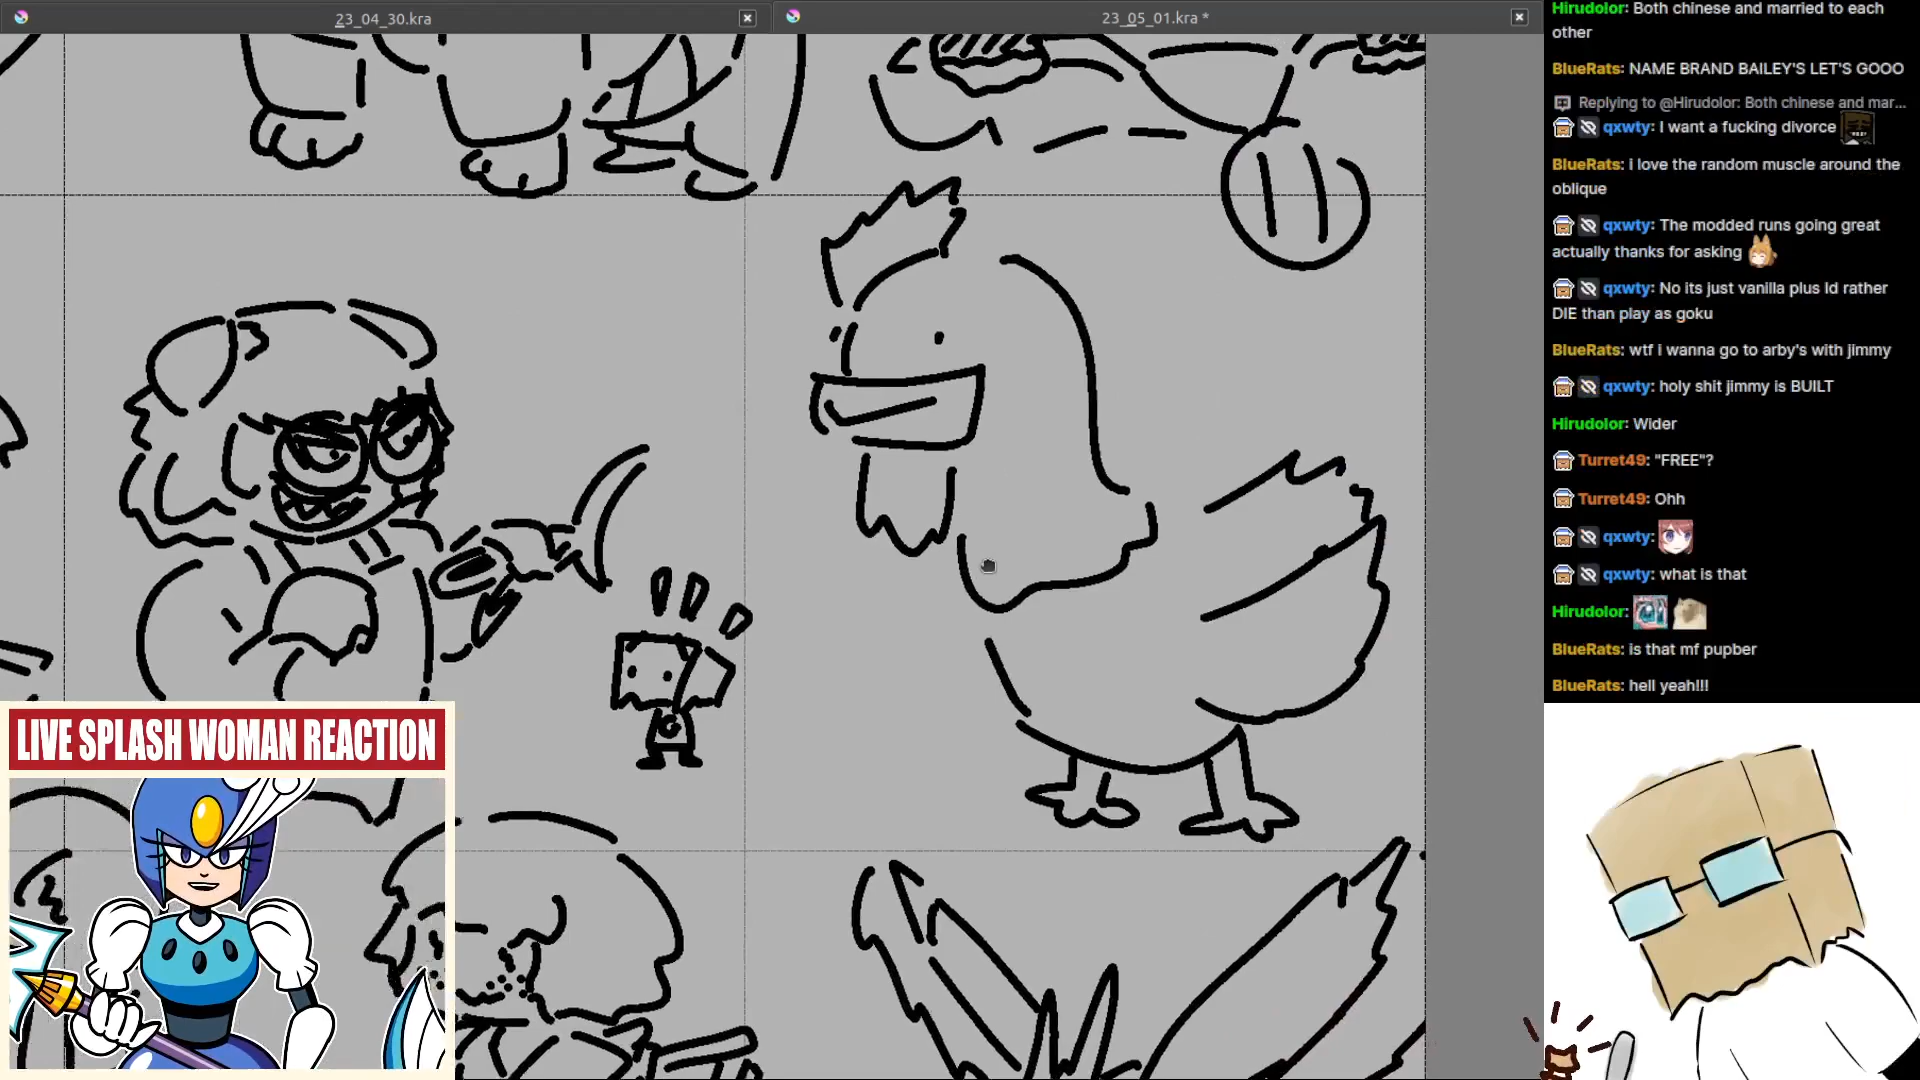 23_04_30.kra
23_05_01.kra *
Hirudolor: Both chinese and married to each
other
BlueRats: NAME BRAND BAILEY'S LET'S GOOO
Replying to @Hirudolor: Both chinese and mar...
qxwty: I want a fucking divorce
BlueRats: i love the random muscle around the
oblique
qxwty: The modded runs going great
actually thanks for asking
qxwty: No its just vanilla plus Id rather
DIE than play as goku
BlueRats: wtf i wanna go to arby's with jimmy
qxwty: holy shit jimmy is BUILT
Hirudolor: Wider
Turret49: "FREE"?
Turret49: Ohh
qxwty:
qxwty: what is that
Hirudolor:
BlueRats: is that mf pupber
BlueRats: hell yeah!!!
LIVE SPLASH WOMAN REACTION